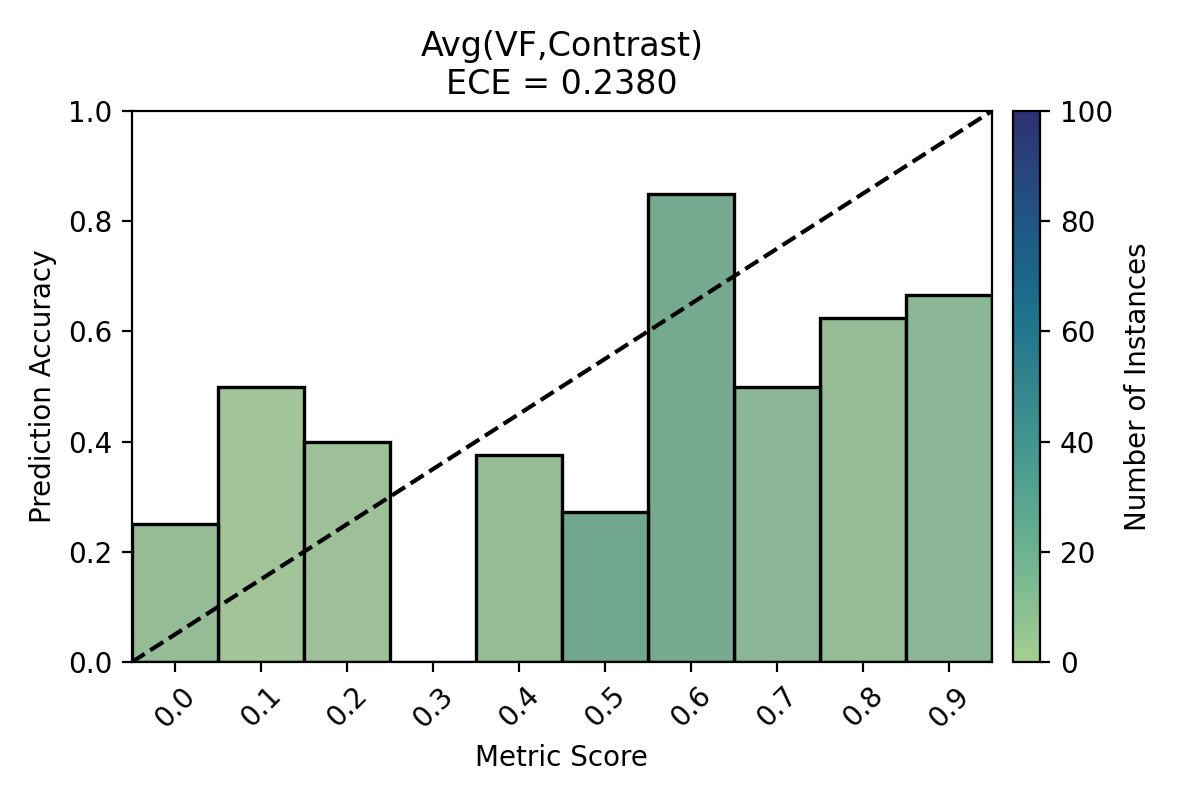 Avg(VF,Contrast)
ECE = 0.2380
1.0
0.8
0.6
0.4
0.2
0.0
Prediction Accuracy
0.0 0.1 0.2 0.3 0.4 0.5 0.6 0.7 0.8 0.9
Metric Score
100
80
60
40
20
0
Number of Instances